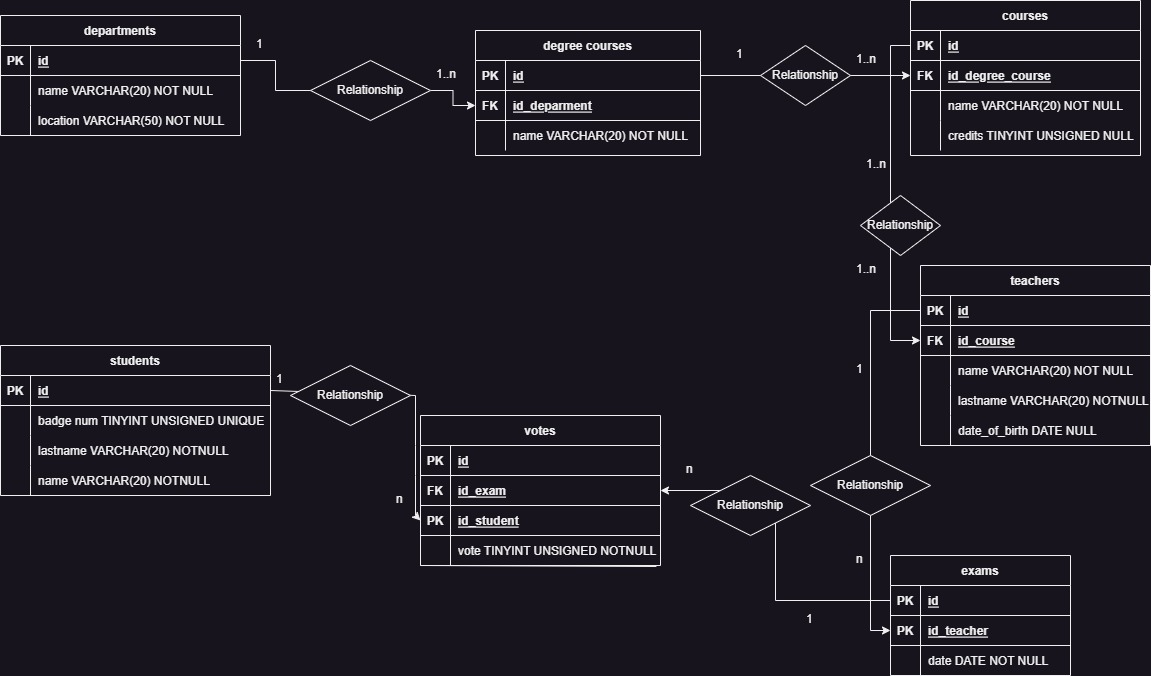 departments
PK id
name VARCHAR(20) NOT NULL
location VARCHAR(50) NOT NULL
1
Relationship
1..n
degree courses
PK id
FK id_deparment
name VARCHAR(20) NOT NULL
1
Relationship
1..n
courses
PK id
FK id_degree_course
name VARCHAR(20) NOT NULL
credits TINYINT UNSIGNED NULL
1..n
Relationship
1..n
teachers
PK id
FK id_course
name VARCHAR(20) NOT NULL
lastname VARCHAR(20) NOTNULL
date_of_birth DATE NULL
students
PK id
badge num TINYINT UNSIGNED UNIQUE
lastname VARCHAR(20) NOTNULL
name VARCHAR(20) NOTNULL
1
Relationship
n
votes
PK id
FK id_exam
PK id_student
vote TINYINT UNSIGNED NOTNULL
n
Relationship
1
1
Relationship
n
exams
PK id
PK id_teacher
date DATE NOT NULL